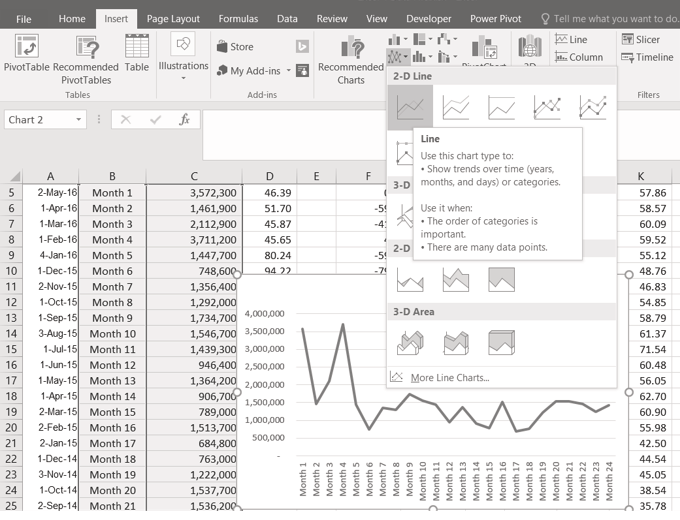 File Home Insert Page Layout Formulas Data Review View Developer Power Pivot Tell me what you want to do.
PivotTable Recommended PivotTables Table
Tables
Illustrations
Store
My Add-ins
Add-ins
Recommended Charts
PivotChart
3D
Line
Column
Slicer
Timeline
Filters
Chart 2
fx
2-D Line
Line
Use this chart type to:
• Show trends over time (years,
months, and days) or categories.
Use it when:
• The order of categories is
important.
• There are many data points.
3-D
2-D
3-D Area
More Line Charts...
A B C D E F K
5 2-May-16 Month 1 3,572,300 46.39 57.86
6 1-Apr-16 Month 2 1,461,900 51.70 58.57
7 1-Mar-16 Month 3 2,112,900 45.87 60.09
8 1-Feb-16 Month 4 3,711,200 45.65 59.52
9 4-Jan-16 Month 5 1,447,700 80.24 55.12
10 1-Dec-15 Month 6 748,600 94.22 48.76
11 2-Nov-15 Month 7 1,356,400 46.83
12 1-Oct-15 Month 8 1,292,000 54.85
13 1-Sep-15 Month 9 1,734,700 58.79
14 3-Aug-15 Month 10 1,546,700 61.37
15 1-Jul-15 Month 11 1,439,300 71.54
16 1-Jun-15 Month 12 946,400 60.48
17 1-May-15 Month 13 1,364,200 56.05
18 1-Apr-15 Month 14 906,700 62.70
19 2-Mar-15 Month 15 789,000 60.90
20 2-Feb-15 Month 16 1,513,700 55.98
21 2-Jan-15 Month 17 684,800 42.50
22 1-Dec-14 Month 18 763,000 44.54
23 3-Nov-14 Month 19 1,222,000 45.05
24 1-Oct-14 Month 20 1,537,700 38.54
25 2-Sep-14 Month 21 1,536,200 35.78
4,000,000
3,500,000
3,000,000
2,500,000
2,000,000
1,500,000
1,000,000
500,000
-
Month 1
Month 2
Month 3
Month 4
Month 5
Month 6
Month 7
Month 8
Month 9
Month 10
Month 11
Month 12
Month 13
Month 14
Month 15
Month 16
Month 17
Month 18
Month 19
Month 20
Month 21
Month 22
Month 23
Month 24